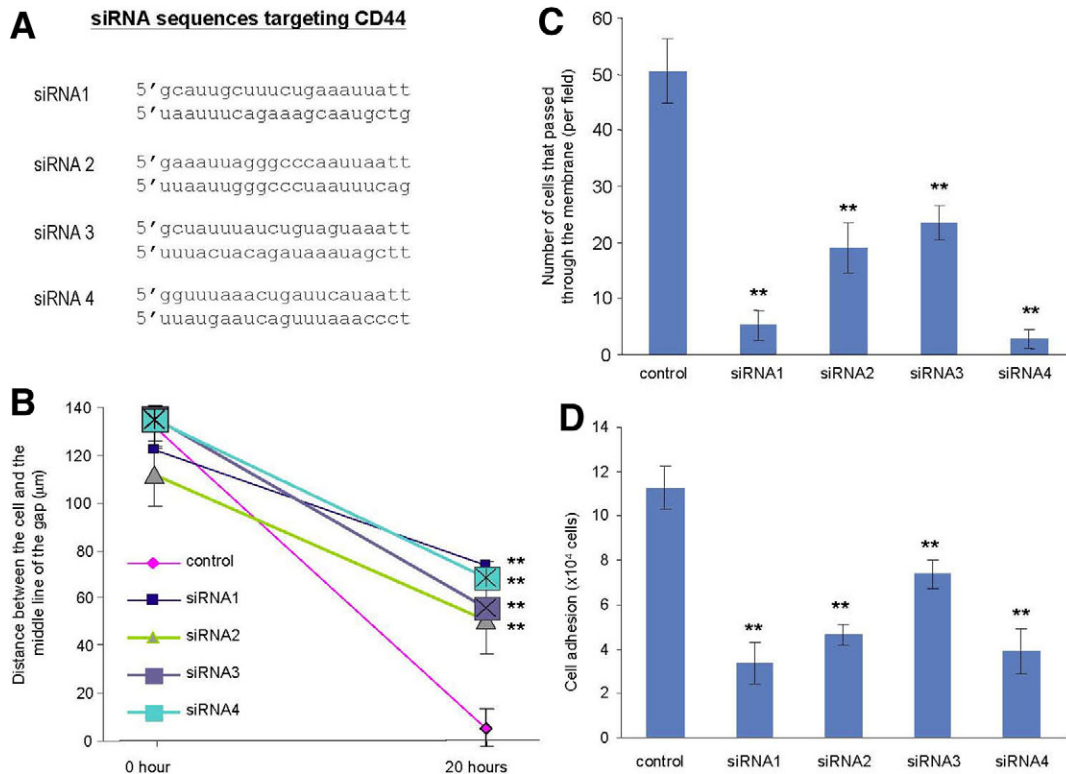 A
siRNA sequences targeting CD44
siRNA1
5’gcauugcuuucugaaauuatt
5’uaauuucagaaagcaaugctg
siRNA 2
5’gaaauuagggcccaauuaatt
5’uuaauugggcccuaauuucag
siRNA 3
5’gcuauuuaucuguaguaaatt
5’uuuacuacagauaaauagctt
siRNA 4
5’gguuuaaacugauucauaatt
5’uuaugaaucaguuuaaaccct
B
Distance between the cell and the
middle line of the gap (µm)
140
120
100
80
60
40
20
0
control
siRNA1
siRNA2
siRNA3
siRNA4
**
**
**
**
0 hour
20 hours
C
Number of cells that passed
through the membrane (per field)
60
50
40
30
20
10
0
**
**
**
**
control
siRNA1
siRNA2
siRNA3
siRNA4
D
Cell adhesion (x10⁴ cells)
14
12
10
8
6
4
2
0
**
**
**
**
control
siRNA1
siRNA2
siRNA3
siRNA4